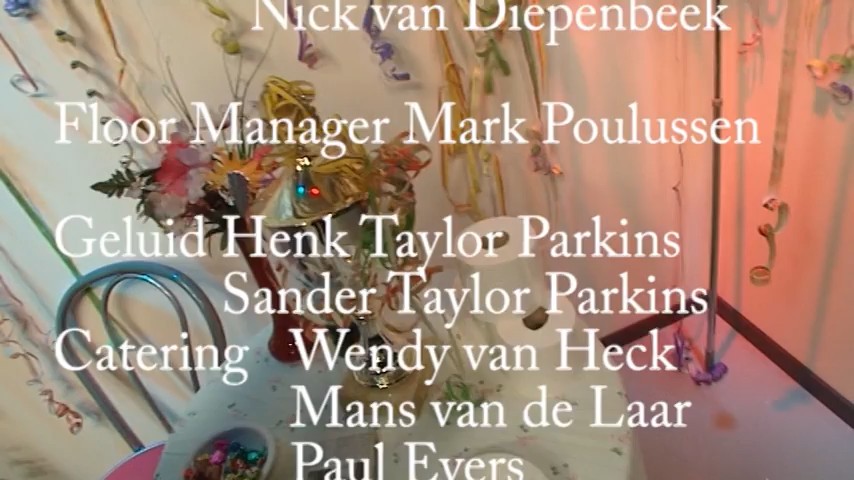 Nick van Diepenbeek
Floor Manager Mark Poulussen
Geluid Henk Taylor Parkins
Sander Taylor Parkins
Catering Wendy van Heck
Mans van de Laar
Paul Evers